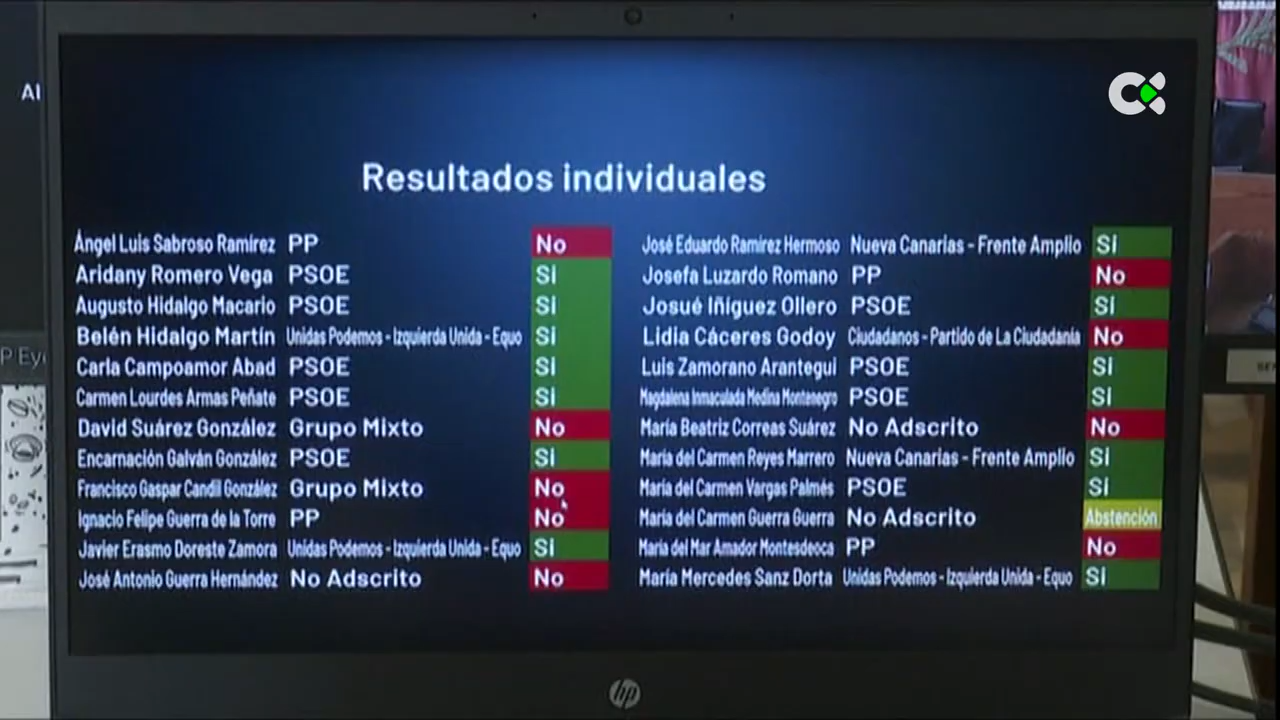 AI
Resultados individuales
Ángel Luis Sabroso Ramírez PP No
Aridany Romero Vega PSOE Si
Augusto Hidalgo Macario PSOE Si
Belén Hidalgo Martín Unidas Podemos - Izquierda Unida - Equo Si
Carla Campoamor Abad PSOE Si
Carmen Lourdes Armas Peñate PSOE Si
David Suárez González Grupo Mixto No
Encarnación Galván González PSOE Si
Francisco Gaspar Candil González Grupo Mixto No
Ignacio Felipe Guerra de la Torre PP No
Javier Erasmo Doreste Zamora Unidas Podemos - Izquierda Unida - Equo Si
José Antonio Guerra Hernández No Adscrito No
José Eduardo Ramírez Hermoso Nueva Canarias - Frente Amplio Si
Josefa Luzardo Romano PP No
Josué Iñiguez Ollero PSOE Si
Lidia Cáceres Godoy Ciudadanos - Partido de La Ciudadanía No
Luis Zamorano Arantegui PSOE Si
Magdalena Inmaculada Medina Montenegro PSOE Si
María Beatriz Correas Suárez No Adscrito No
María del Carmen Reyes Marrero Nueva Canarias - Frente Amplio Si
María del Carmen Vargas Palmés PSOE Si
María del Carmen Guerra Guerra No Adscrito Abstención
María del Mar Amador Montesdeoca PP No
María Mercedes Sanz Dorta Unidas Podemos - Izquierda Unida - Equo Si
P Ey
hp